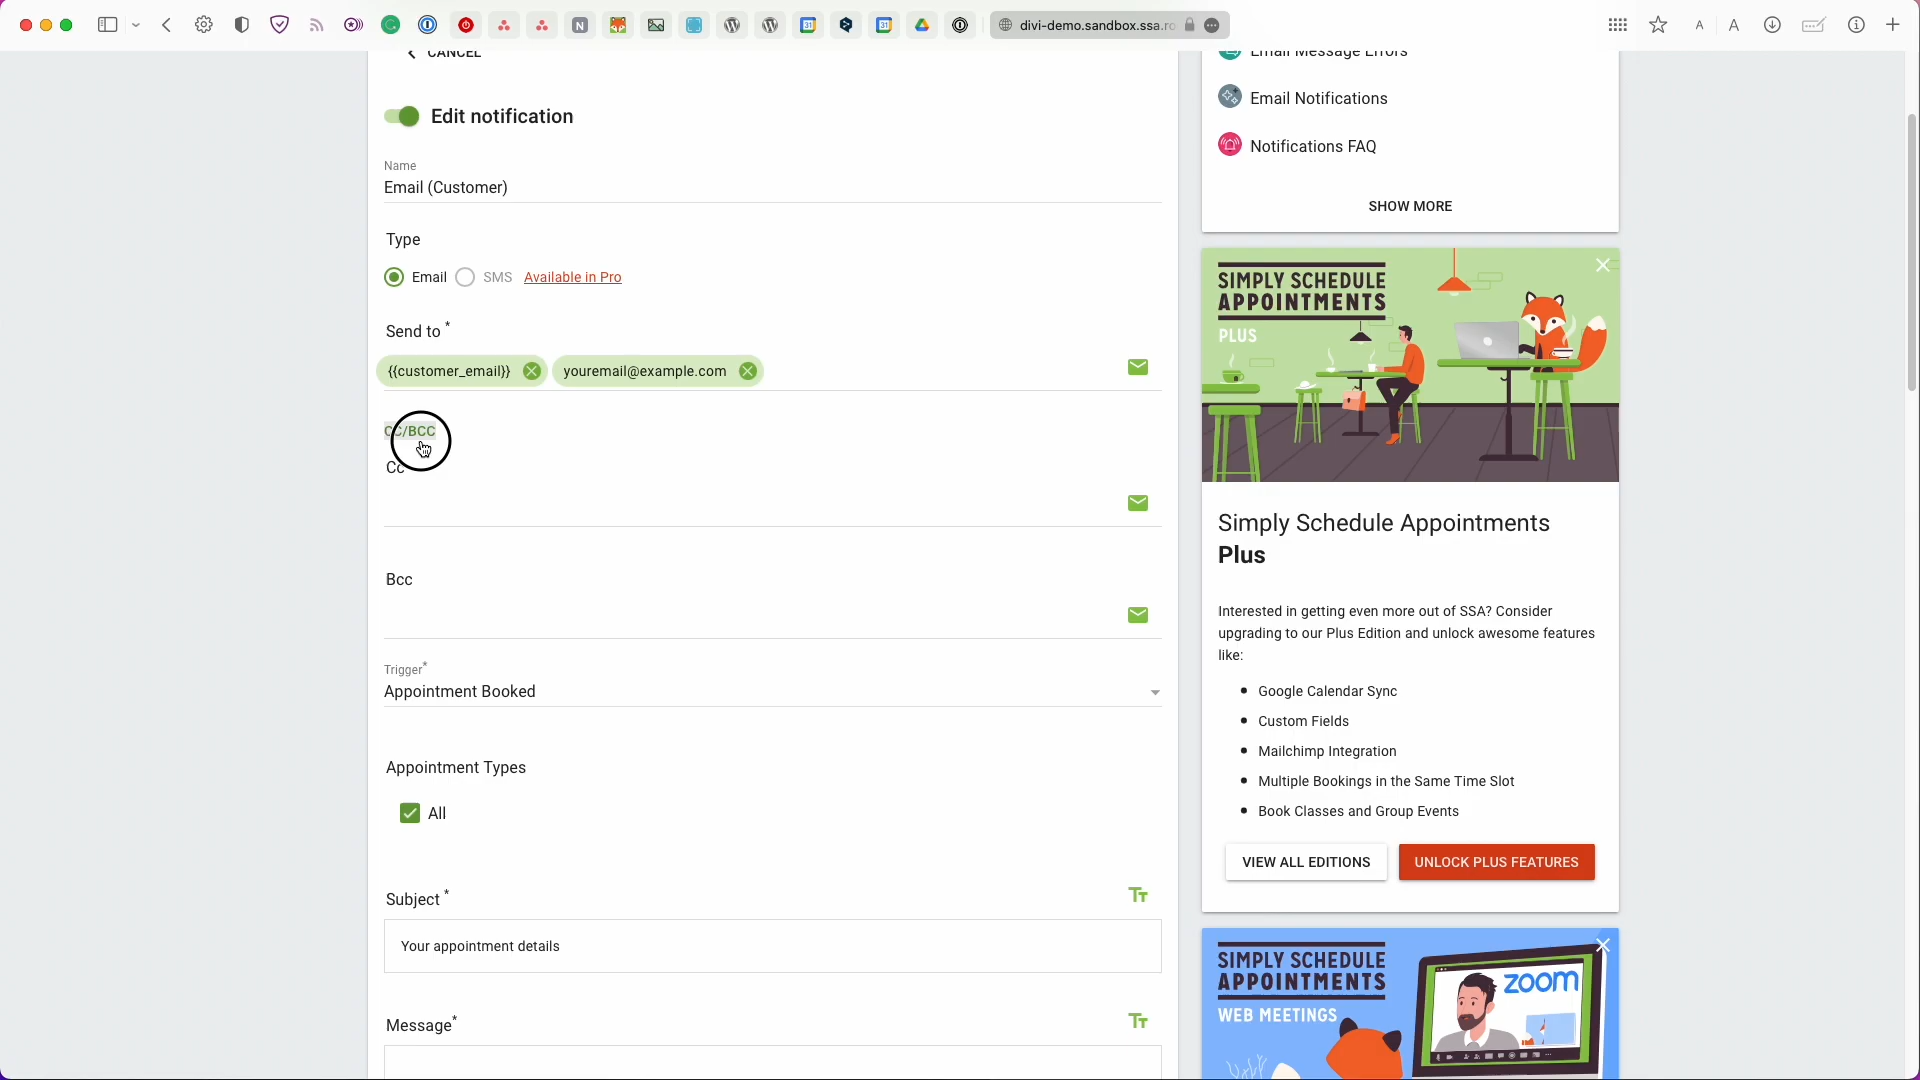 divi-demo.sandbox.ssa.ro
CANCEL
Edit notification
Name
Email (Customer)
Type
Email
SMS
Available in Pro
Send to *
{{customer_email}}
youremail@example.com
CC/BCC
Cc
Bcc
Trigger*
Appointment Booked
Appointment Types
All
Subject *
Your appointment details
Message*
Email Message Errors
Email Notifications
Notifications FAQ
SHOW MORE
SIMPLY SCHEDULE
APPOINTMENTS
PLUS
Simply Schedule Appointments
Plus
Interested in getting even more out of SSA? Consider
upgrading to our Plus Edition and unlock awesome features
like:
Google Calendar Sync
Custom Fields
Mailchimp Integration
Multiple Bookings in the Same Time Slot
Book Classes and Group Events
VIEW ALL EDITIONS
UNLOCK PLUS FEATURES
SIMPLY SCHEDULE
APPOINTMENTS
WEB MEETINGS
zoom